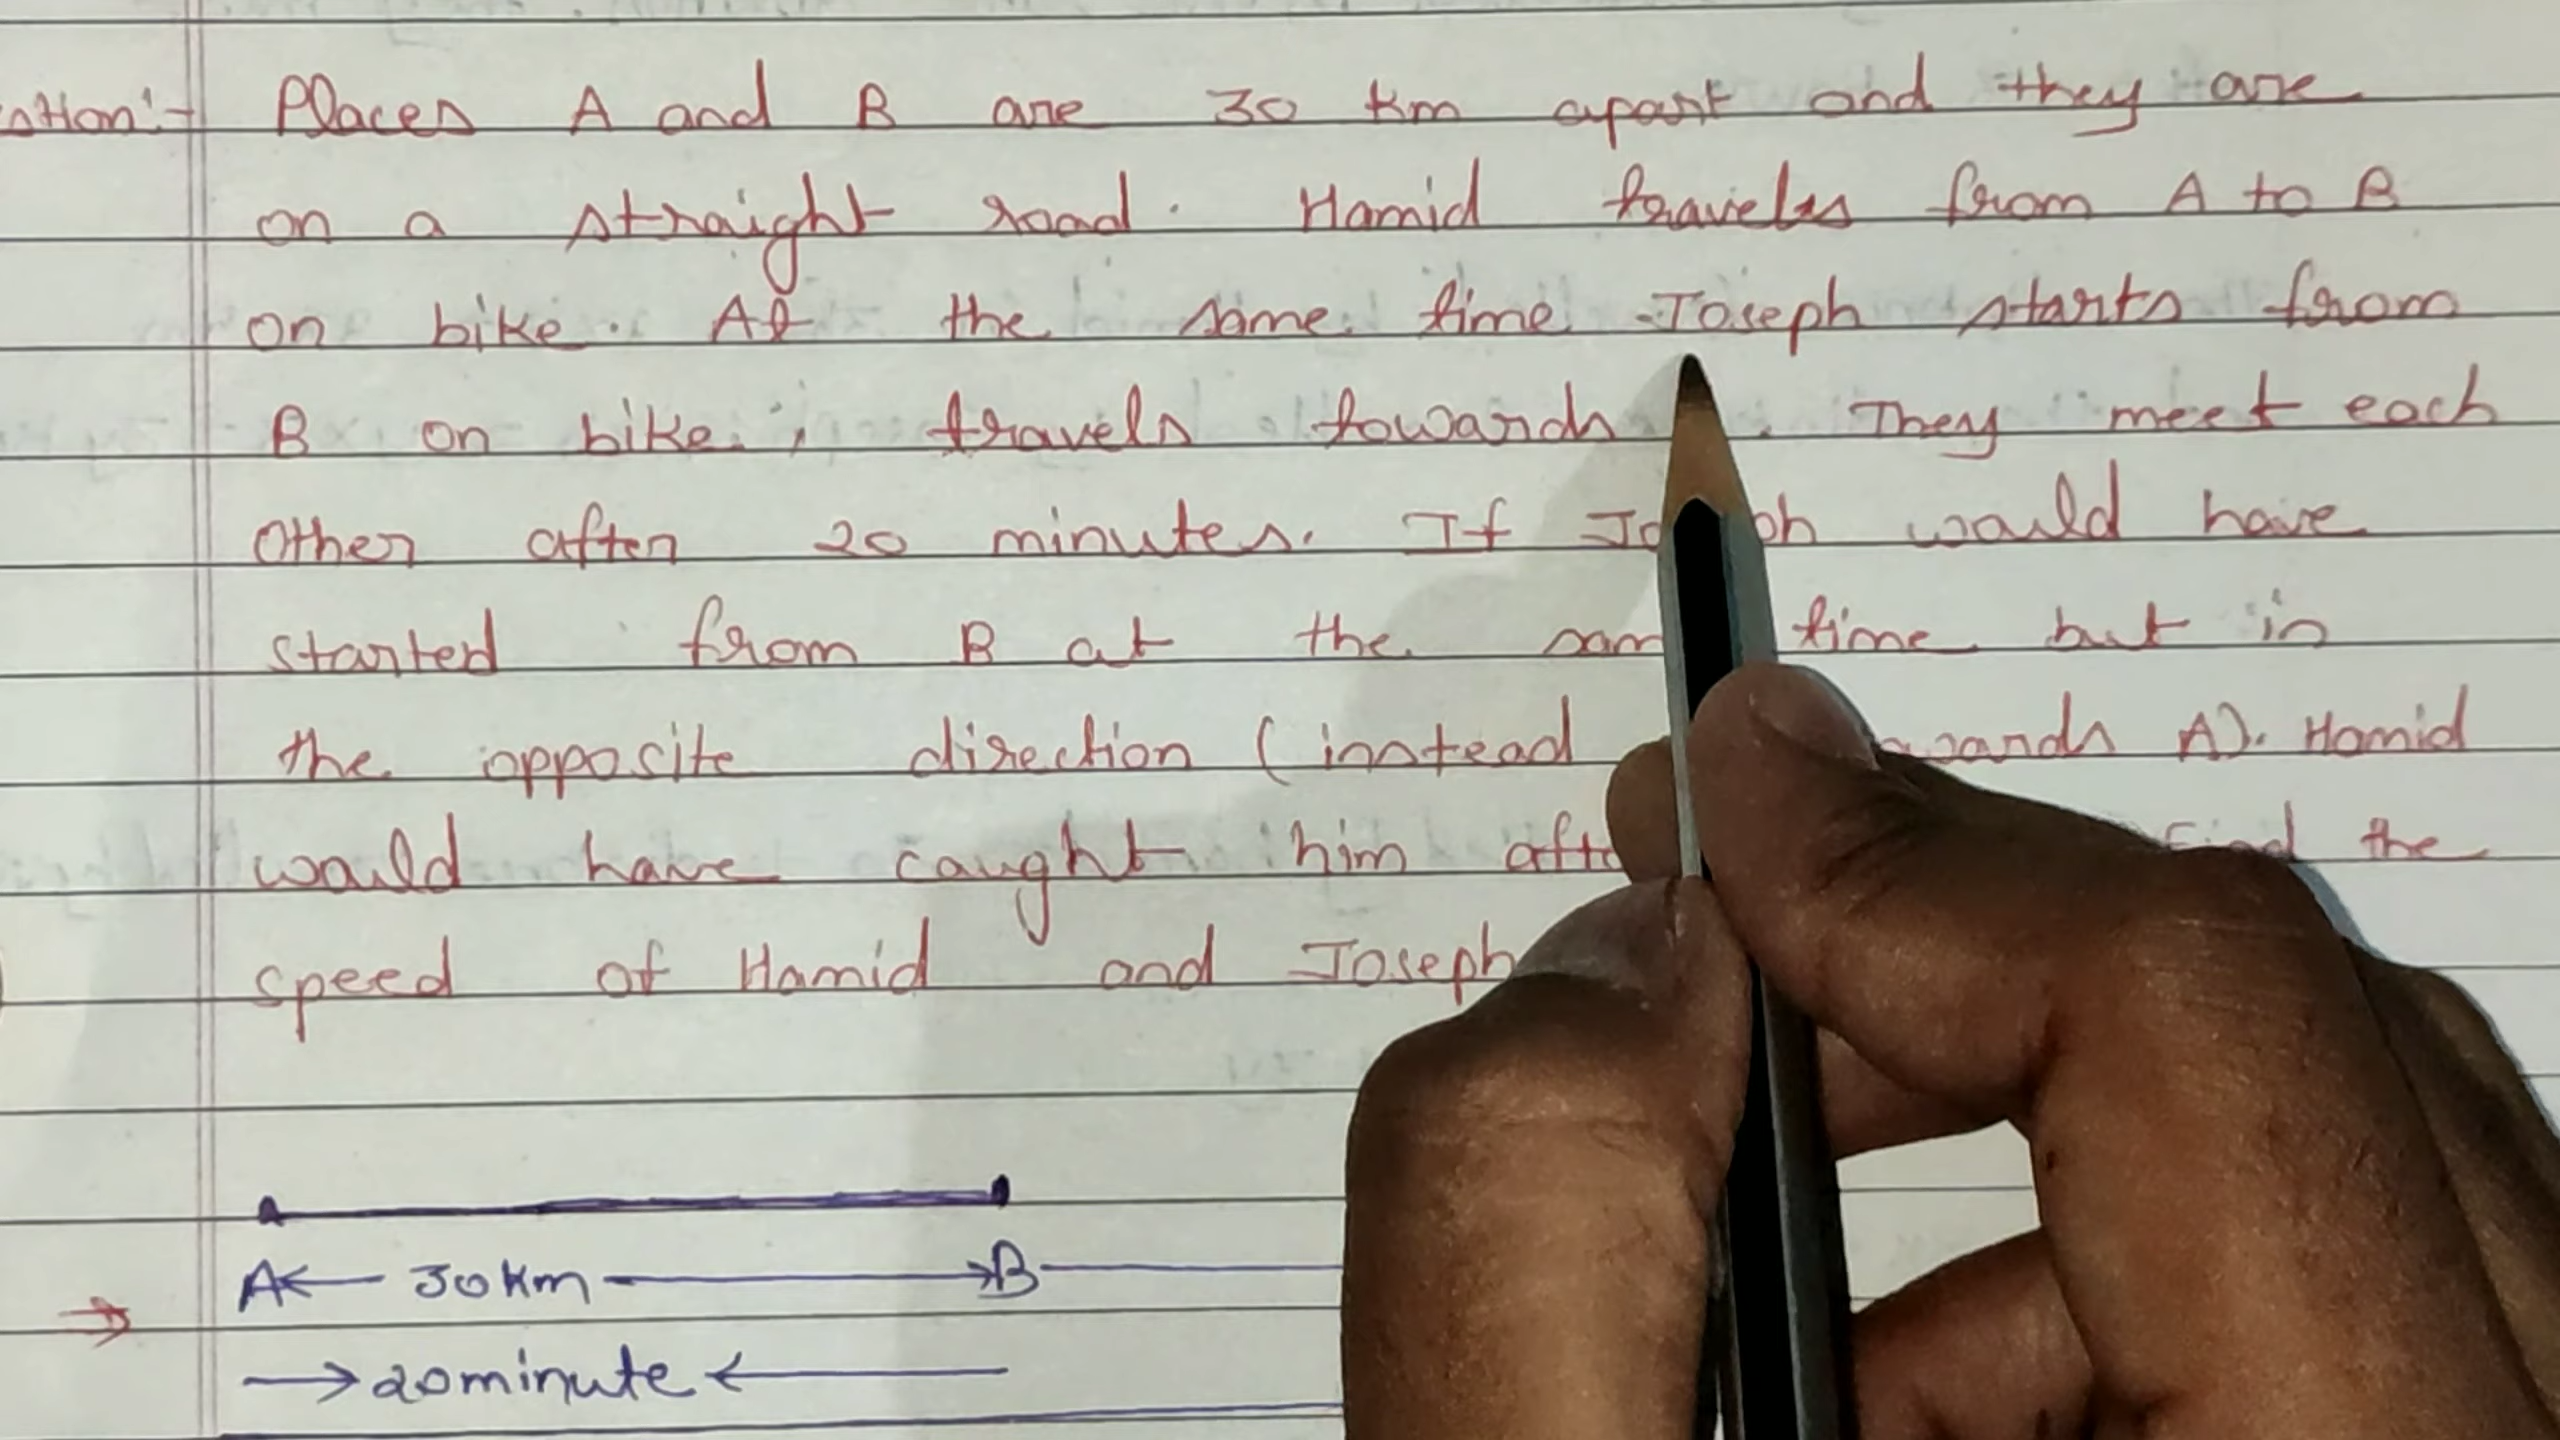 Places A and B are 30 Km apart and they are
on a straight road. Hamid travels from A to B
on bike. At the same time Joseph starts from
B on bike, travels towards . They meet each
other after 20 minutes. If would have
started from B at the time but in
the opposite direction (instead A). Hamid
would have caught him the
speed of Hamid and Joseph
A ← 30 Km → B
→ 20 minute ←